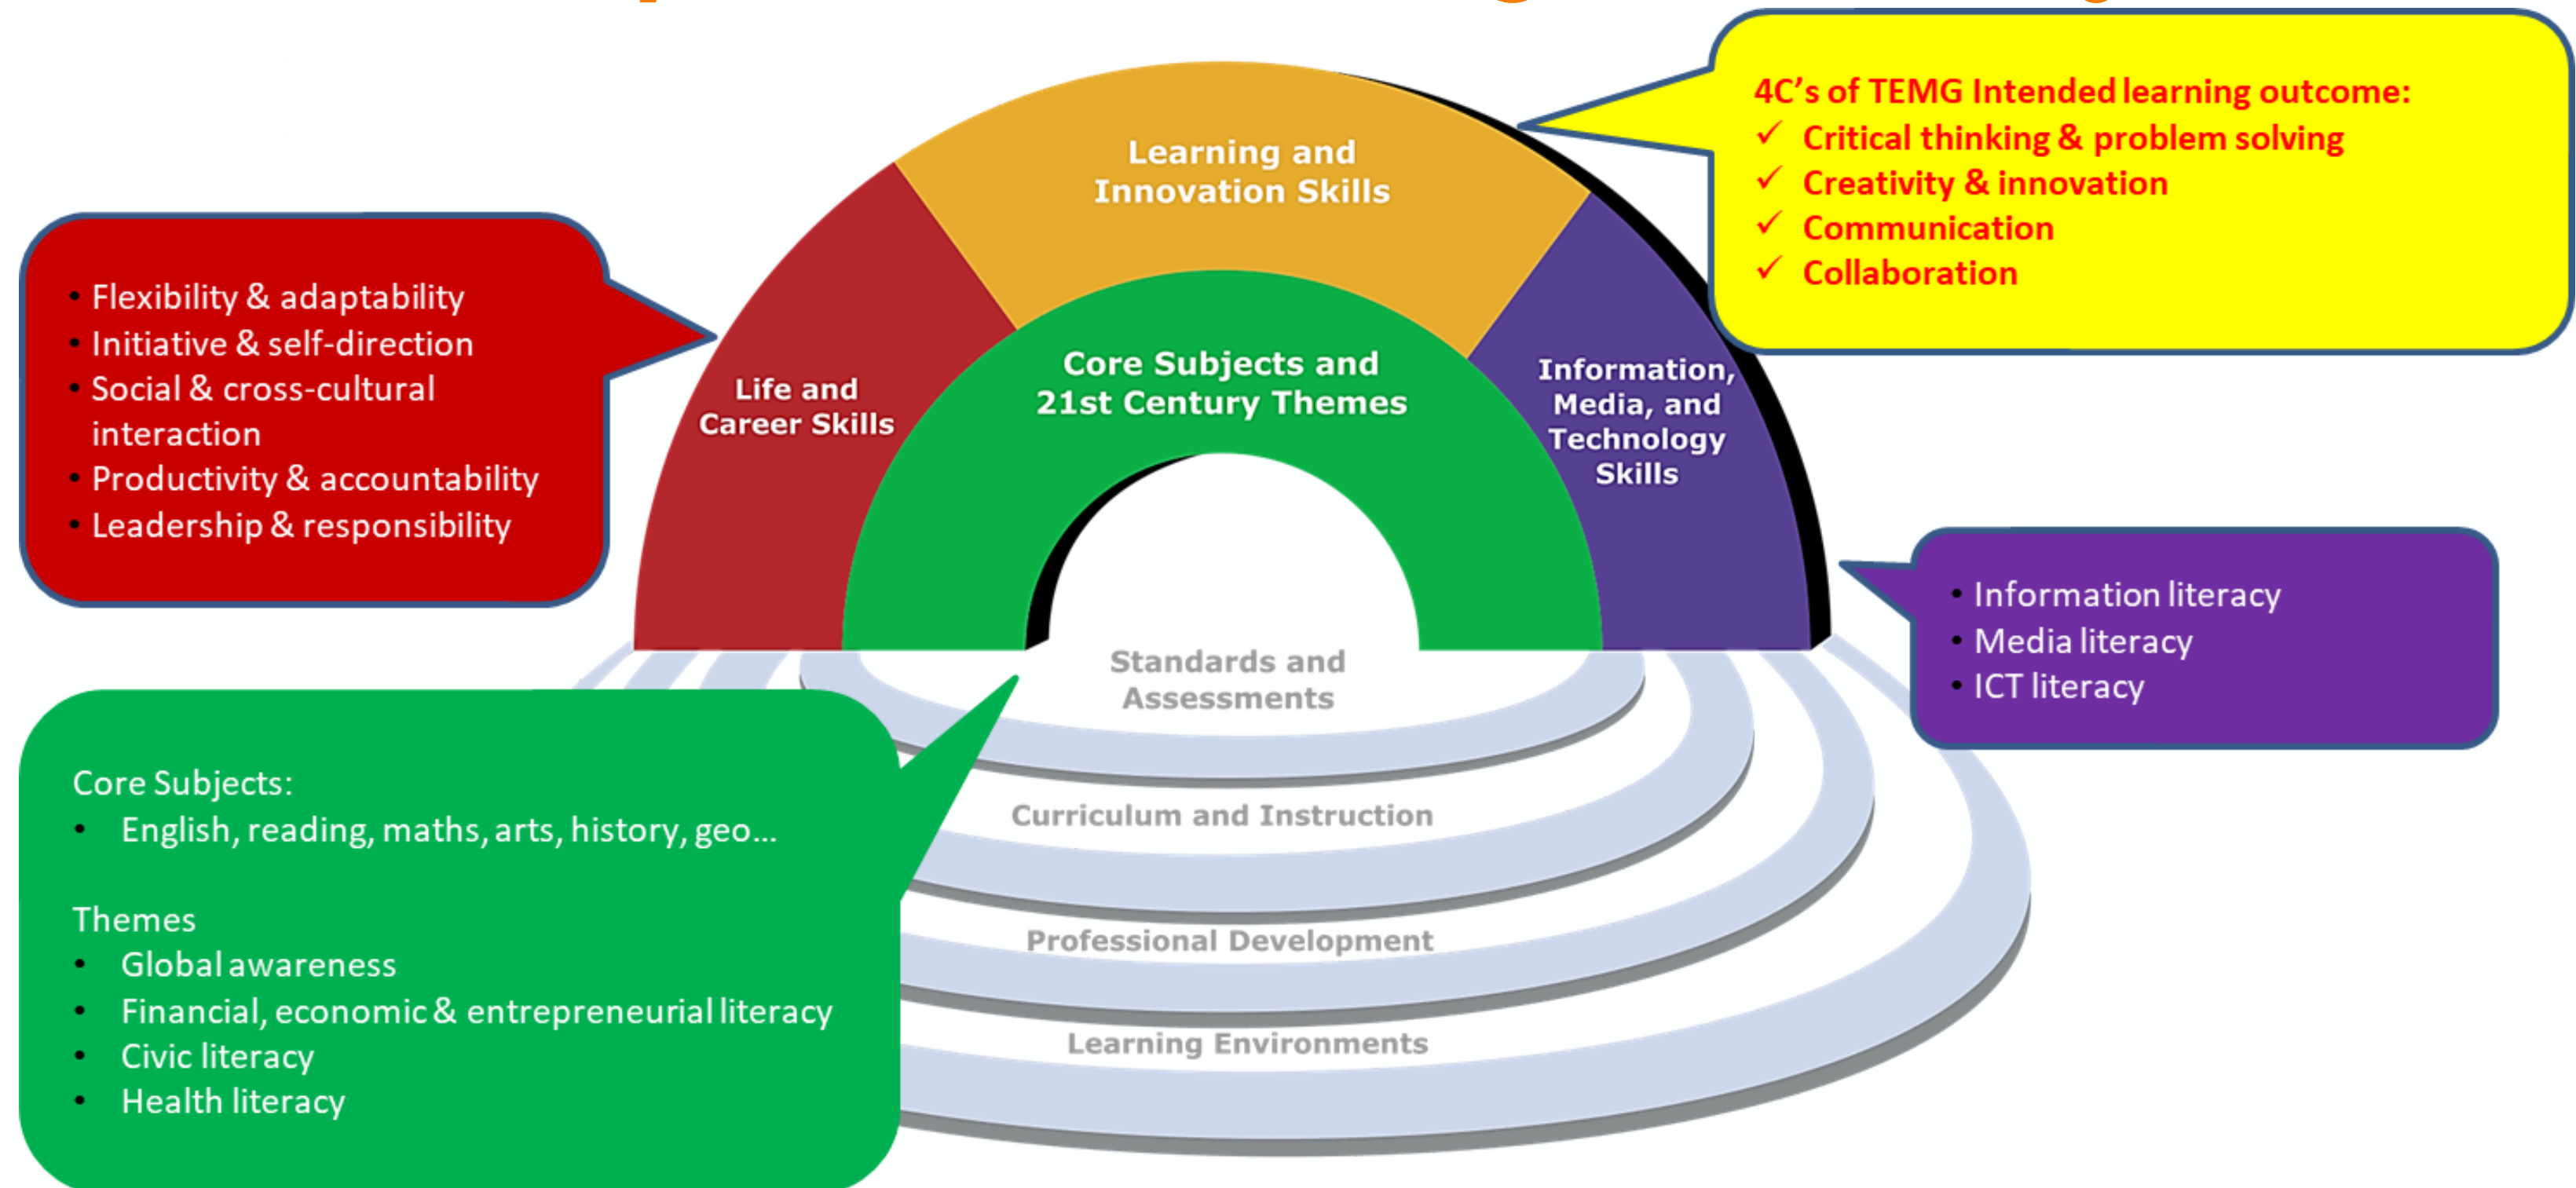 4C’s of TEMG Intended learning outcome:
✓ Critical thinking & problem solving
✓ Creativity & innovation
✓ Communication
✓ Collaboration
Learning and
Innovation Skills
• Flexibility & adaptability
• Initiative & self-direction
• Social & cross-cultural
interaction
• Productivity & accountability
• Leadership & responsibility
Life and
Career Skills
Core Subjects and
21st Century Themes
Information,
Media, and
Technology
Skills
• Information literacy
• Media literacy
• ICT literacy
Standards and
Assessments
Curriculum and Instruction
Professional Development
Learning Environments
Core Subjects:
• English, reading, maths, arts, history, geo...
Themes
• Global awareness
• Financial, economic & entrepreneurial literacy
• Civic literacy
• Health literacy